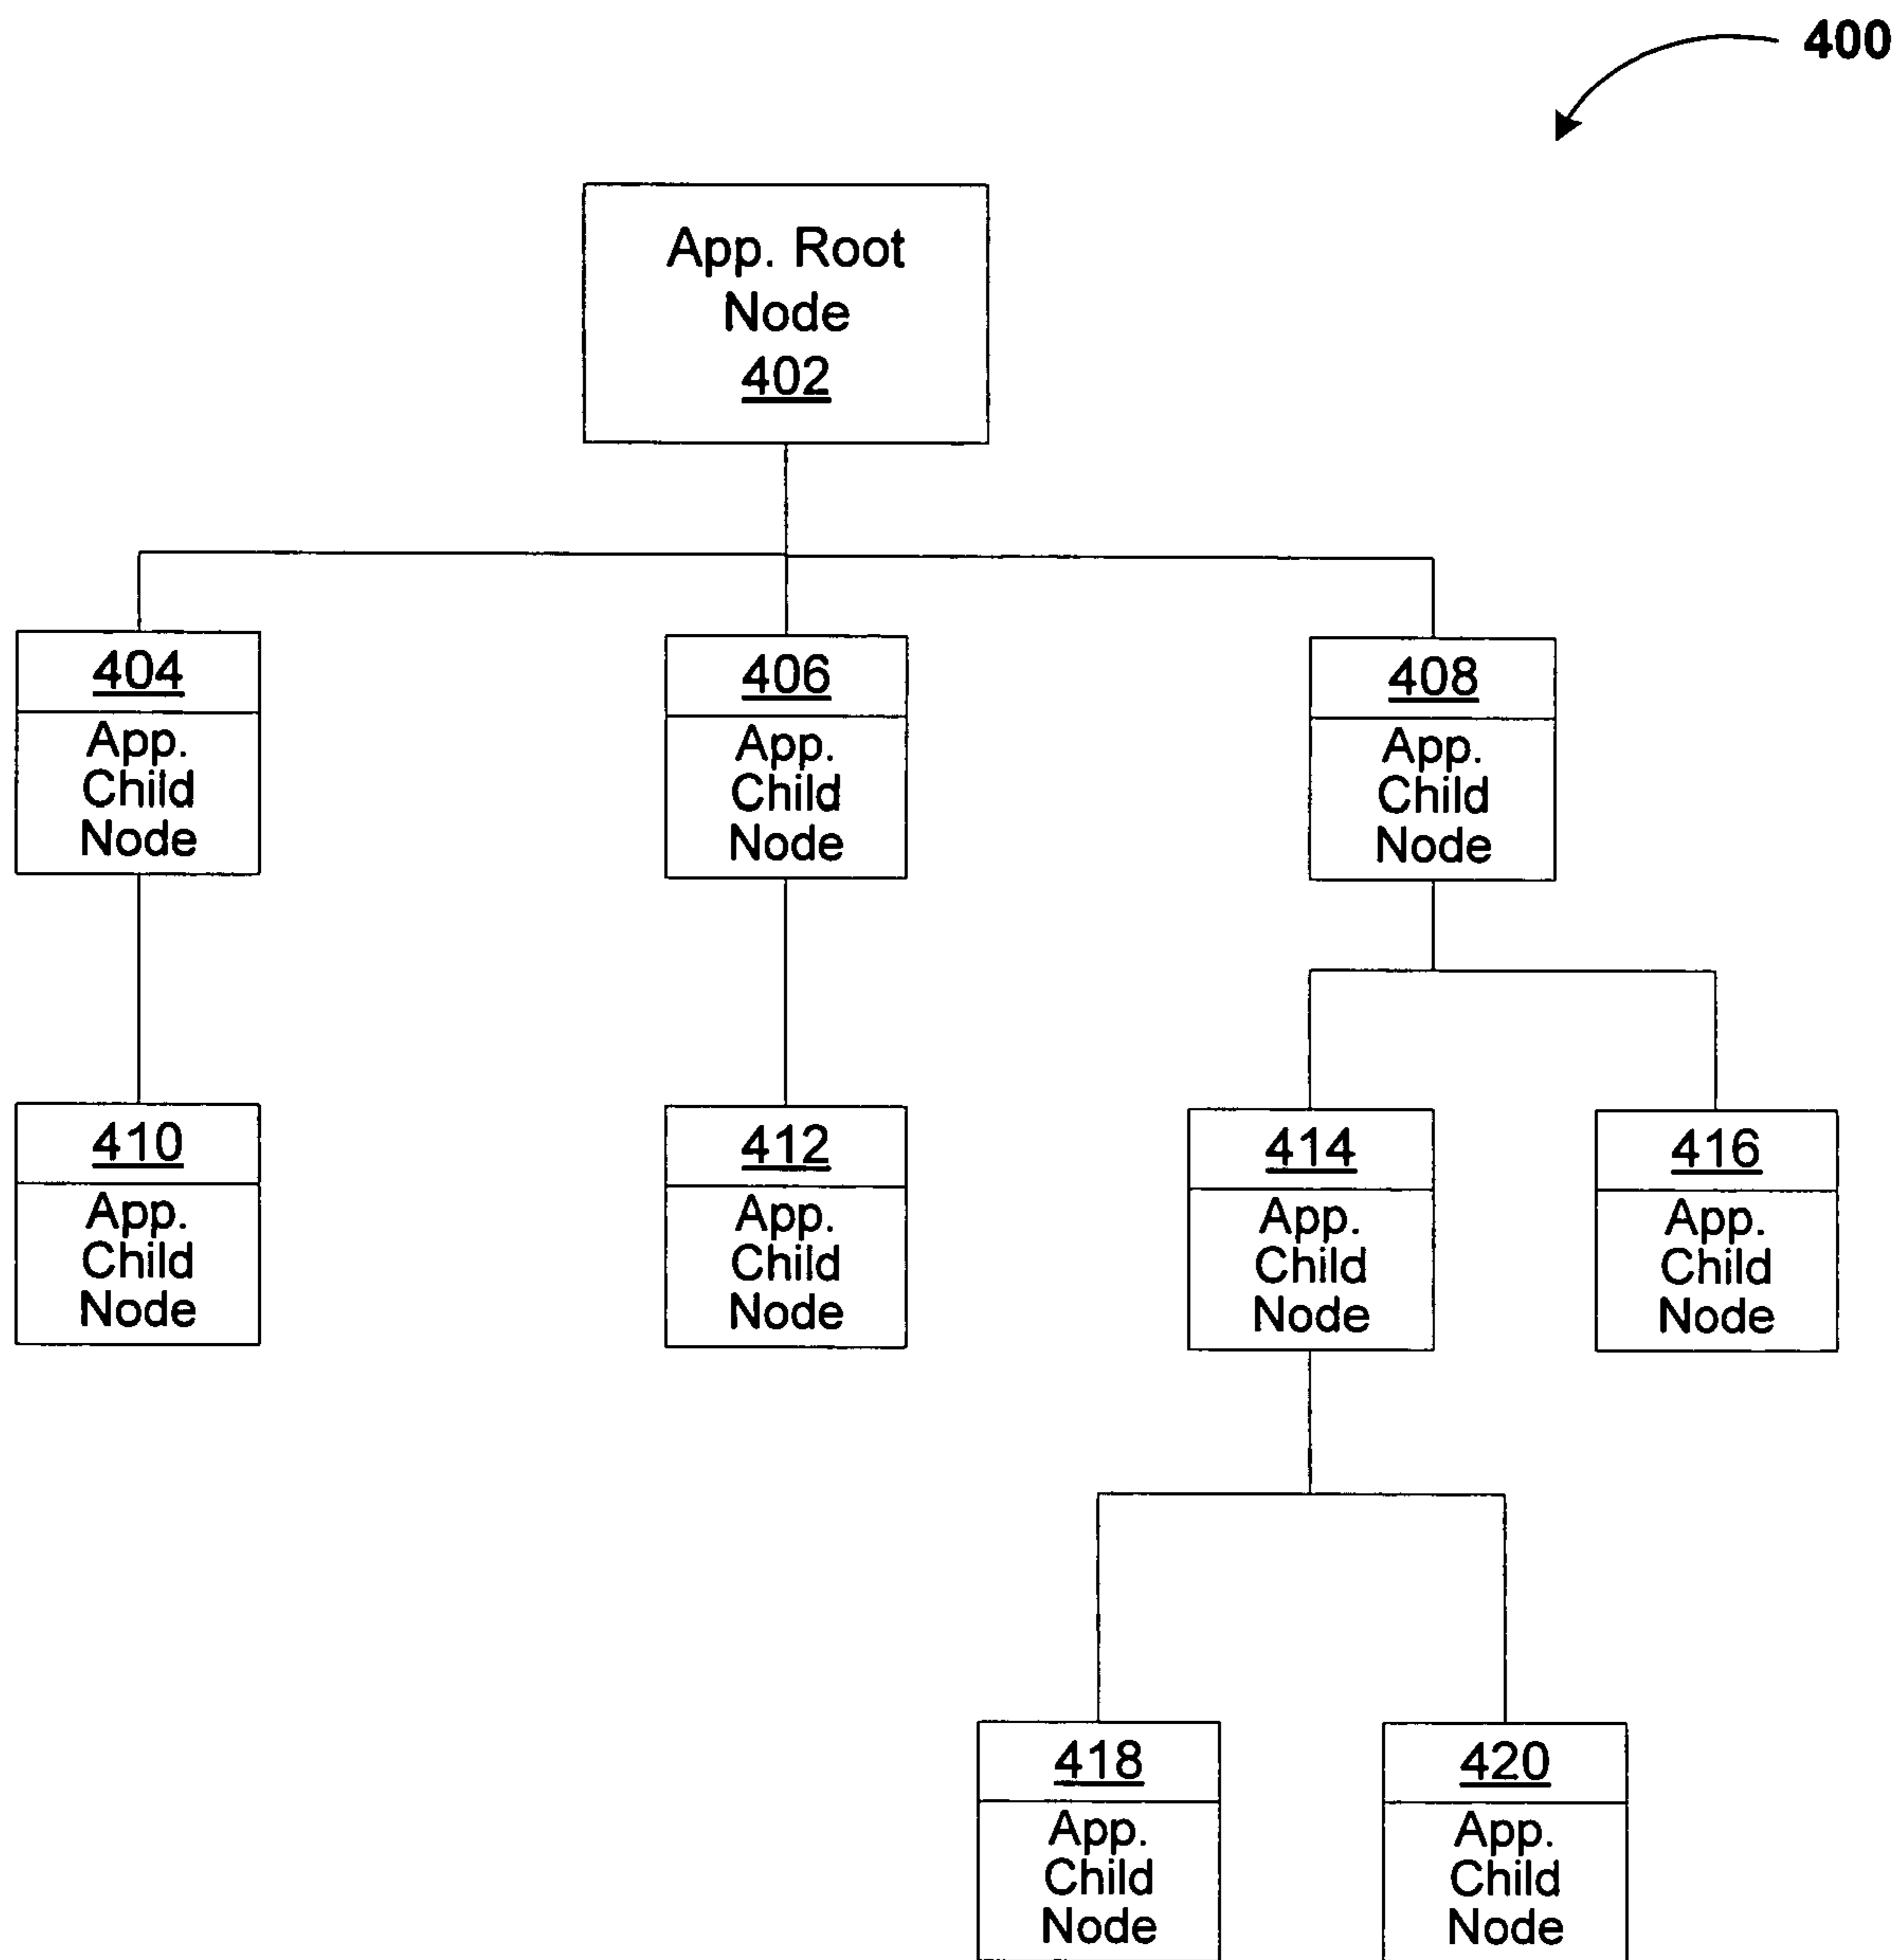 400
App. Root
Node
402
404
App.
Child
Node
406
App.
Child
Node
408
App.
Child
Node
410
App.
Child
Node
412
App.
Child
Node
414
App.
Child
Node
416
App.
Child
Node
418
App.
Child
Node
420
App.
Child
Node